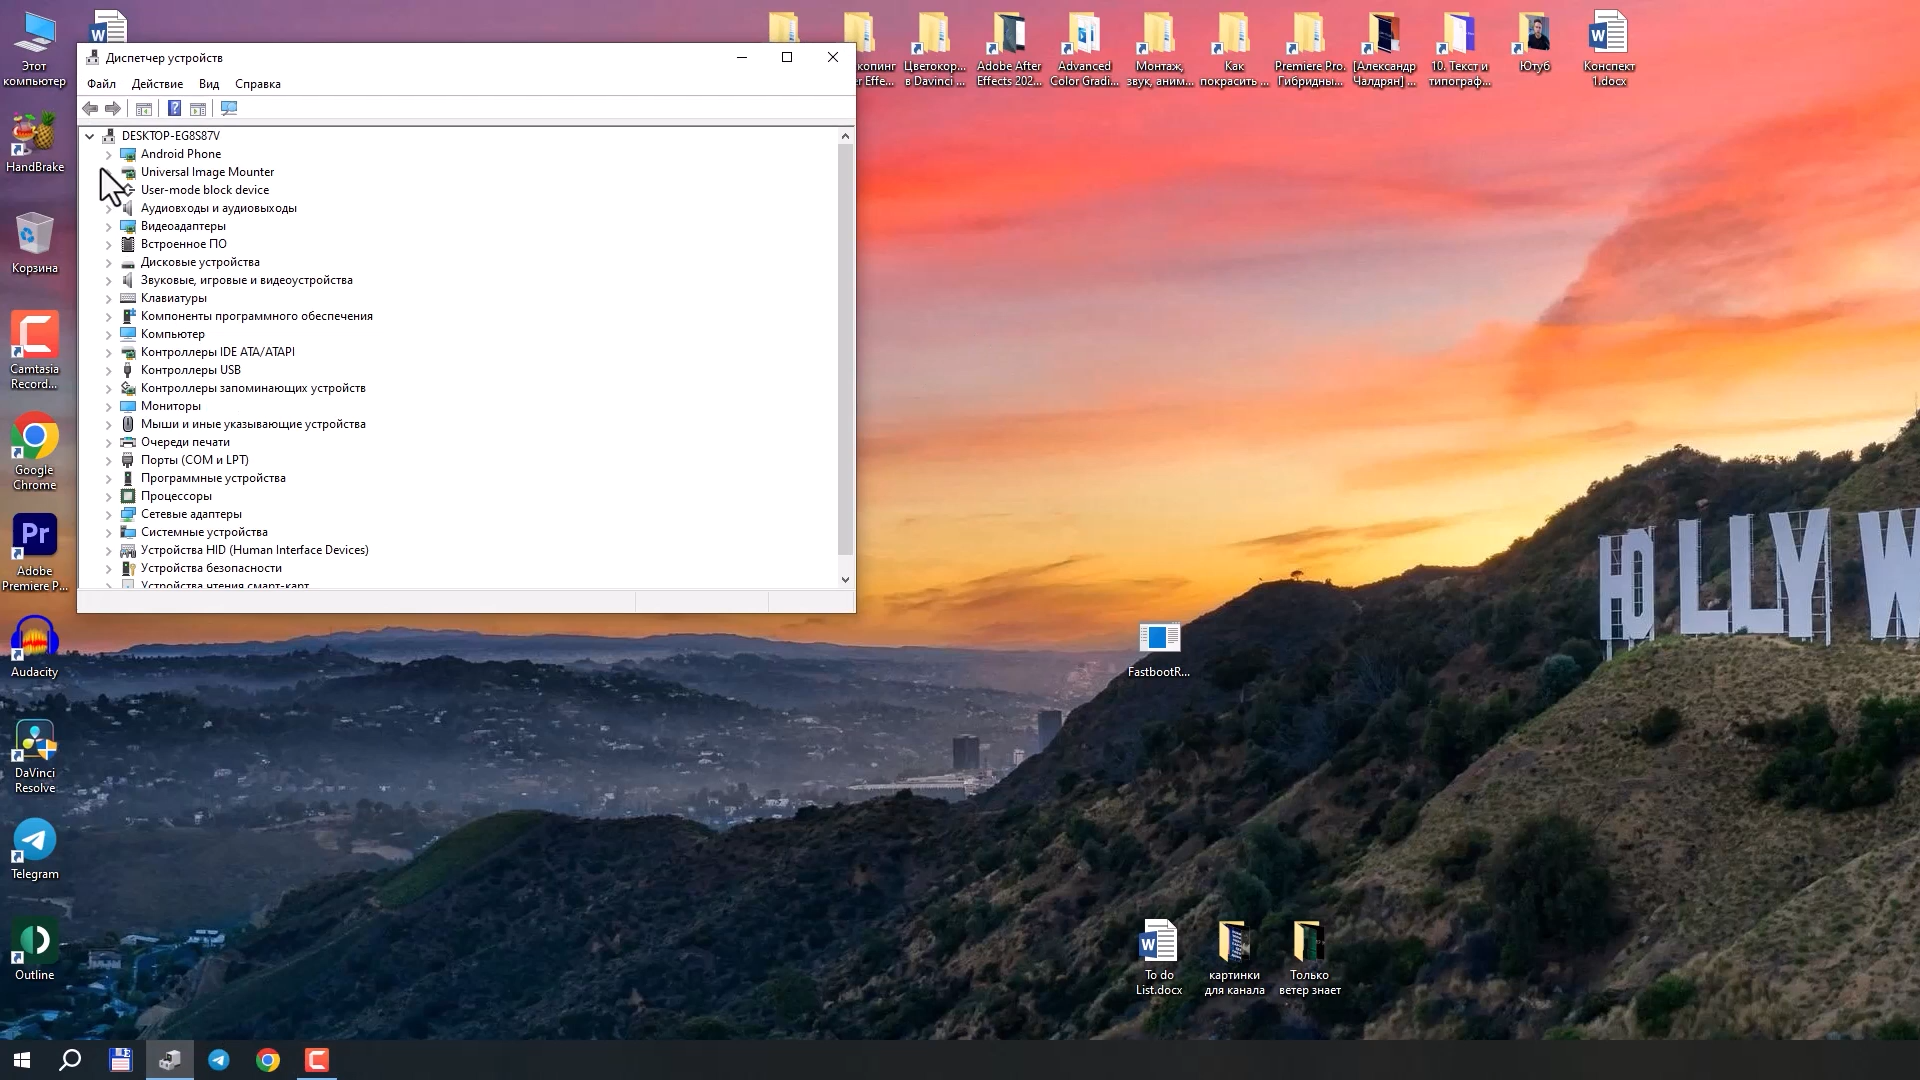 Этот
компьютер
HandBrake
Корзина
Camtasia
Record...
Google
Chrome
Pr
Adobe
Premiere P...
Audacity
DaVinci
Resolve
Telegram
Outline
W
Диспетчер устройств
Файл Действие Вид Справка
DESKTOP-EG8S87V
Android Phone
Universal Image Mounter
User-mode block device
Аудиовходы и аудиовыходы
Видеоадаптеры
Встроенное ПО
Дисковые устройства
Звуковые, игровые и видеоустройства
Клавиатуры
Компоненты программного обеспечения
Компьютер
Контроллеры IDE ATA/ATAPI
Контроллеры USB
Контроллеры запоминающих устройств
Мониторы
Мыши и иные указывающие устройства
Очереди печати
Порты (COM и LPT)
Программные устройства
Процессоры
Сетевые адаптеры
Системные устройства
Устройства HID (Human Interface Devices)
Устройства безопасности
Устройства чтения смарт-карт
Цветокор...
в Davinci ...
Adobe After
Effects 202...
Advanced
Color Gradi...
Монтаж,
звук, аним...
Как
покрасить ...
Premiere Pro.
Гибридны...
[Александр
Чалдрян] ...
10. Текст и
типограф...
Ютуб
W
Конспект
1.docx
HOLLYW
FastbootR...
W
To do
List.docx
картинки
для канала
Только
ветер знает